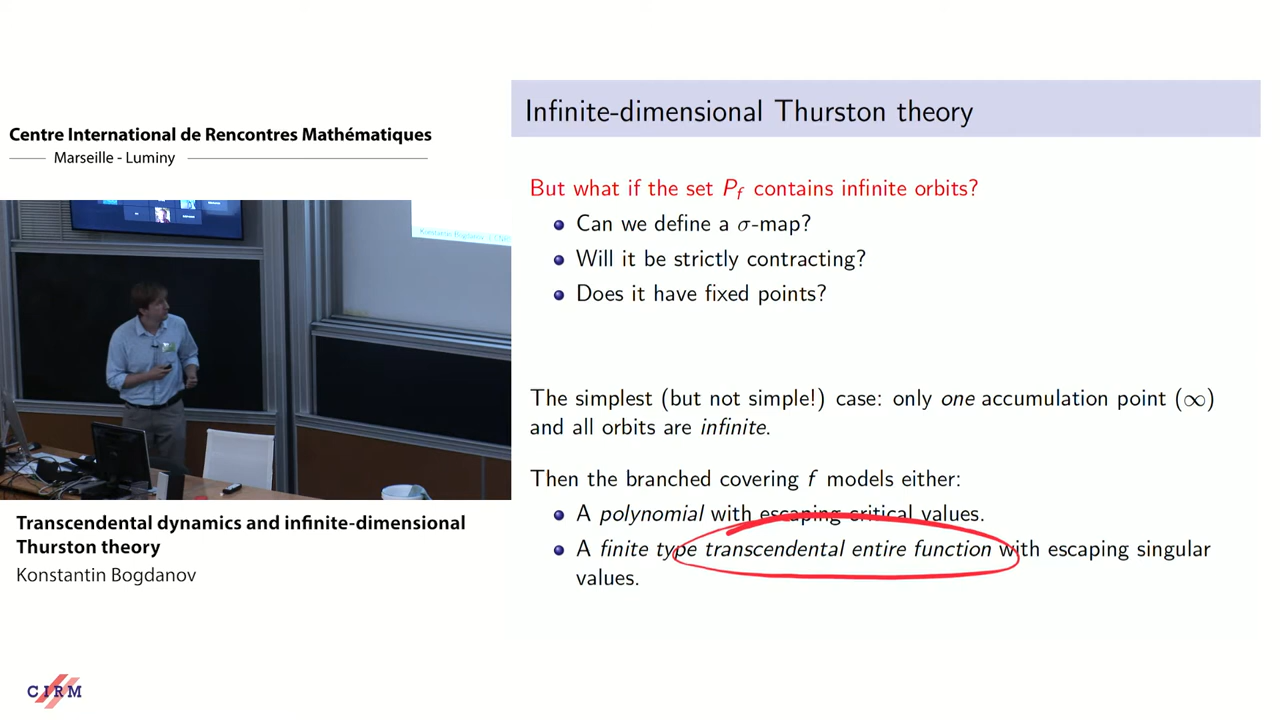 Centre International de Rencontres Mathématiques
Marseille - Luminy
Transcendental dynamics and infinite-dimensional
Thurston theory
Konstantin Bogdanov
CIRM
Infinite-dimensional Thurston theory
But what if the set P_f contains infinite orbits?
Can we define a σ-map?
Will it be strictly contracting?
Does it have fixed points?
The simplest (but not simple!) case: only one accumulation point (∞)
and all orbits are infinite.
Then the branched covering f models either:
A polynomial with escaping critical values.
A finite type transcendental entire function with escaping singular
values.